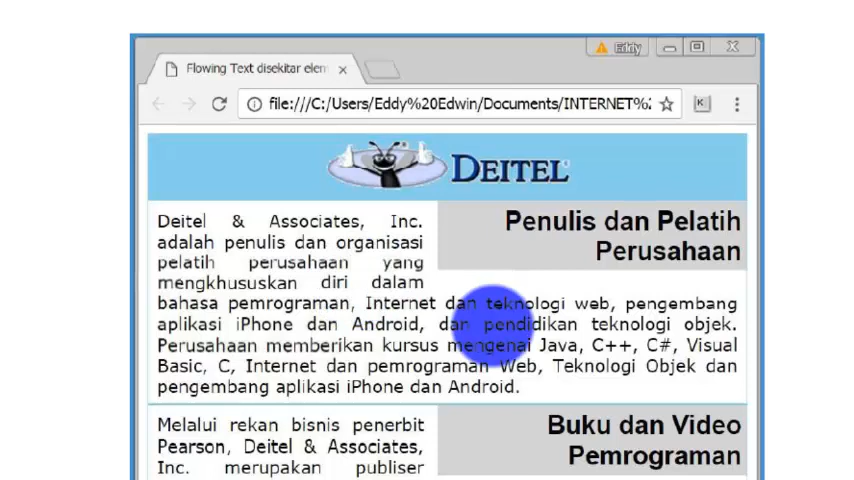 Eddy
Flowing Text disekitar elem
file:///C:/Users/Eddy%20Edwin/Documents/INTERNET%2
DEITEL
Deitel & Associates, Inc.
adalah penulis dan organisasi
pelatih perusahaan yang
mengkhususkan diri dalam
Penulis dan Pelatih
Perusahaan
bahasa pemrograman, Internet dan teknologi web, pengembang
aplikasi iPhone dan Android, dan pendidikan teknologi objek.
Perusahaan memberikan kursus mengenai Java, C++, C#, Visual
Basic, C, Internet dan pemrograman Web, Teknologi Objek dan
pengembang aplikasi iPhone dan Android.
Melalui rekan bisnis penerbit
Pearson, Deitel & Associates,
Inc. merupakan publiser
Buku dan Video
Pemrograman